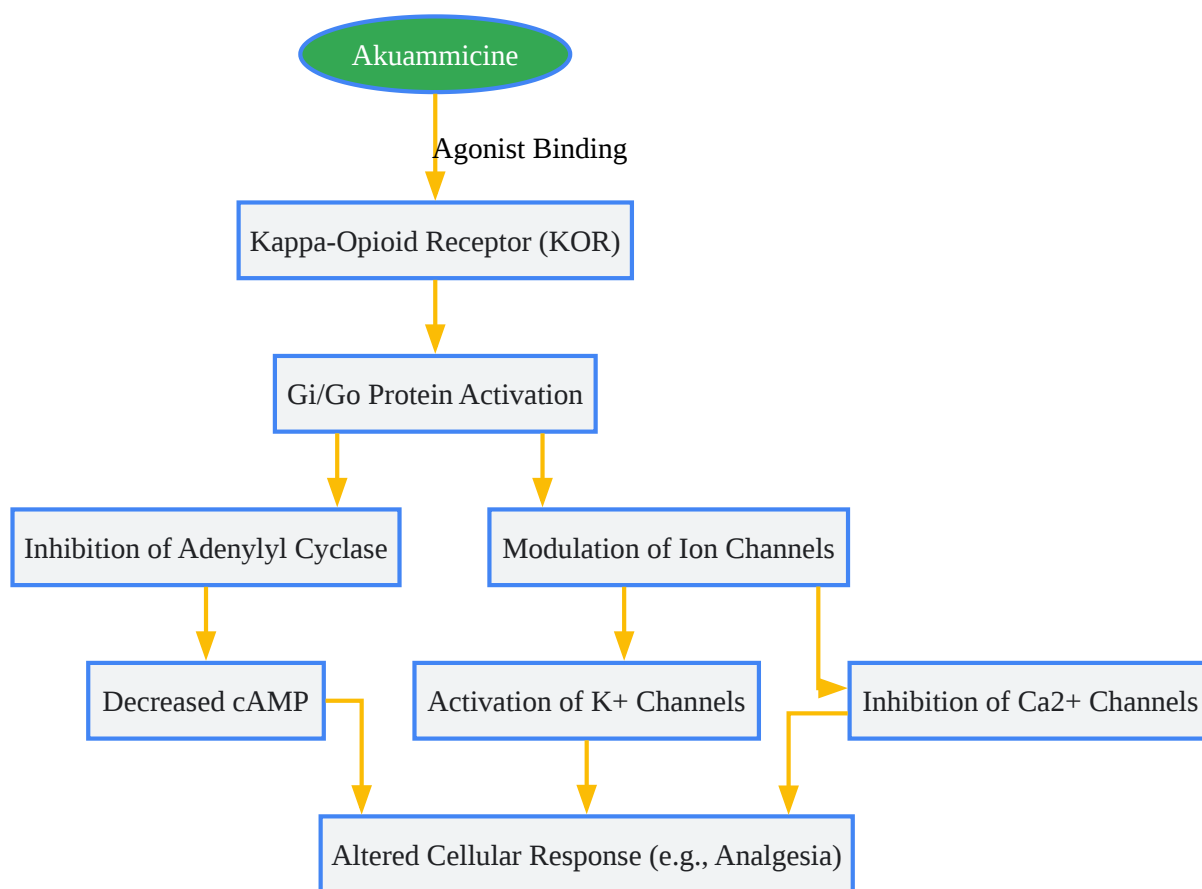 Akuammicine
Agonist Binding
Kappa-Opioid Receptor (KOR)
Gi/Go Protein Activation
Inhibition of Adenylyl Cyclase
Modulation of Ion Channels
Decreased cAMP
Activation of K+ Channels
Inhibition of Ca2+ Channels
Altered Cellular Response (e.g., Analgesia)